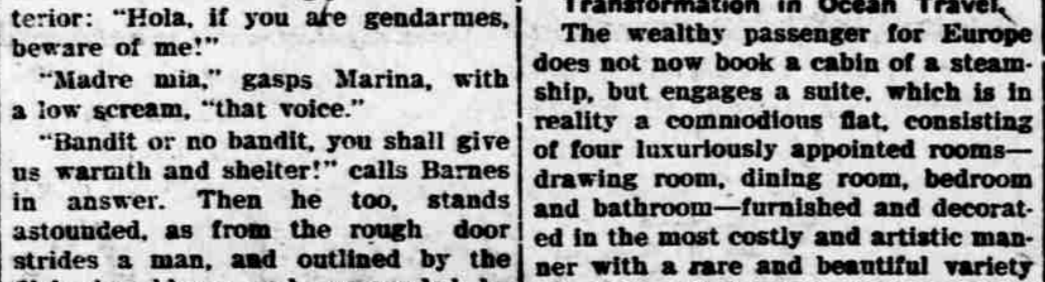 terior: "Hola, if you are gendarmes,
beware of me!"
"Madre mia," gasps Marina, with
a low scream, "that voice."
"Bandit or no bandit, you shall give
us warmth and shelter!" calls Barnes
in answer. Then he too, stands
astounded, as from the rough door
strides a man, and outlined by the
Transformation in Ocean Travel.
The wealthy passenger for Europe
does not now book a cabin of a steam-
ship, but engages a suite, which is in
reality a commodious flat, consisting
of four luxuriously appointed rooms—
drawing room, dining room, bedroom
and bathroom—furnished and decorat-
ed in the most costly and artistic man-
ner with a rare and beautiful variety